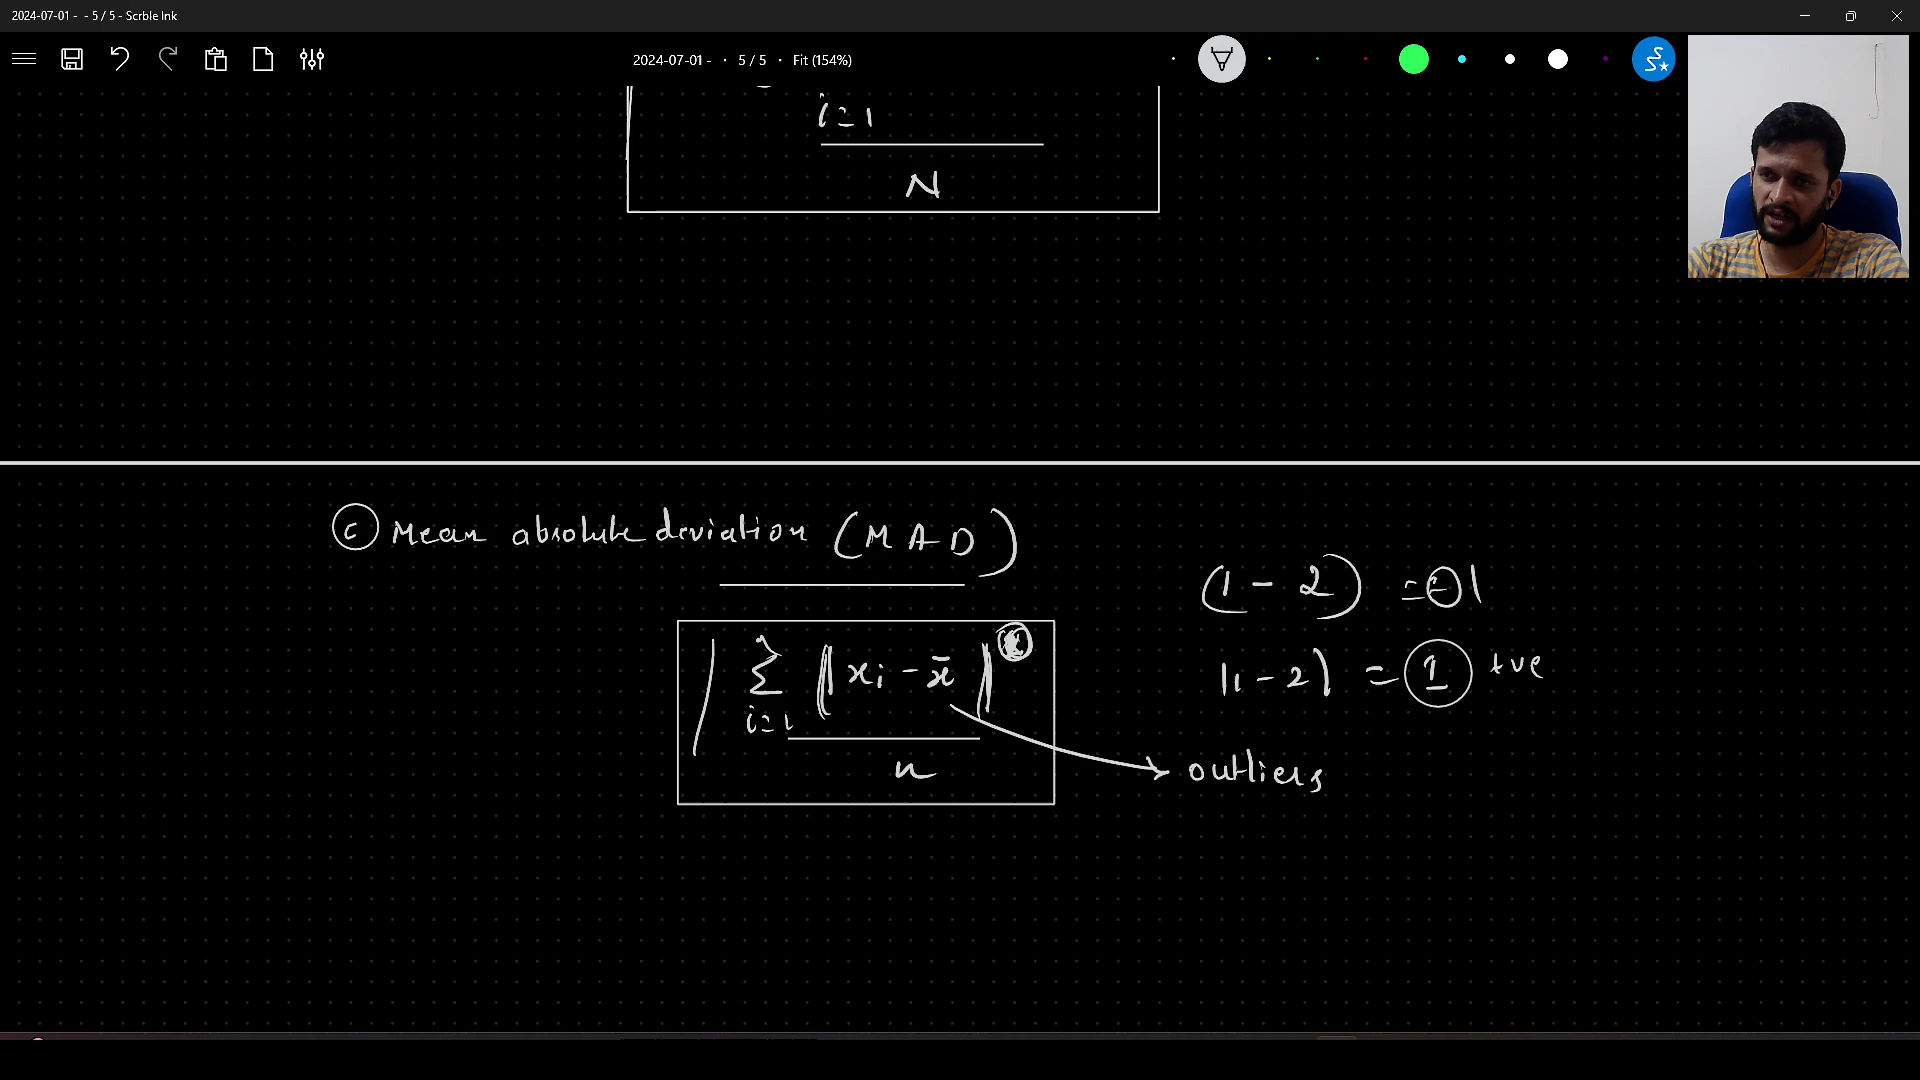 2024-07-01 - - 5 / 5 - Scrble Ink
2024-07-01 - • 5 / 5 • Fit (154%)
i=1
N
(c) Mean absolute deviation (MAD)
(1 - 2) = -1
∑ |xi - x̄|
i=1
n
|1 - 2| = 1 +ve
outliers